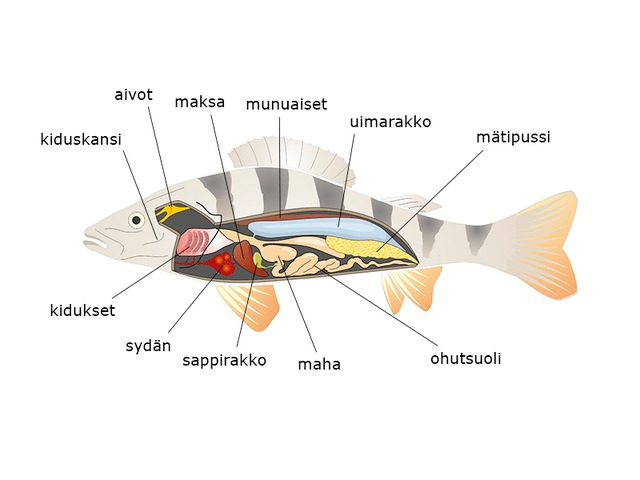 aivot
maksa
munuaiset
uimarakko
kiduskansi
mätipussi
kidukset
sydän
sappirakko
maha
ohutsuoli